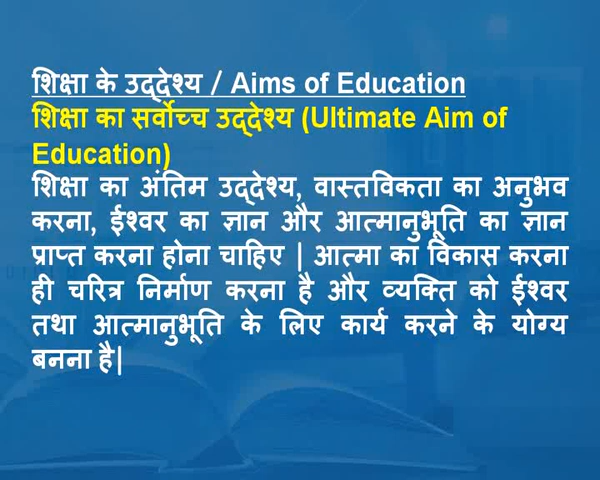 शिक्षा के उद्देश्य / Aims of Education
शिक्षा का सर्वोच्च उद्देश्य (Ultimate Aim of
Education)
शिक्षा का अंतिम उद्देश्य, वास्तविकता का अनुभव
करना, ईश्वर का ज्ञान और आत्मानुभूति का ज्ञान
प्राप्त करना होना चाहिए | आत्मा का विकास करना
ही चरित्र निर्माण करना है और व्यक्ति को ईश्वर
तथा आत्मानुभूति के लिए कार्य करने के योग्य
बनना है|